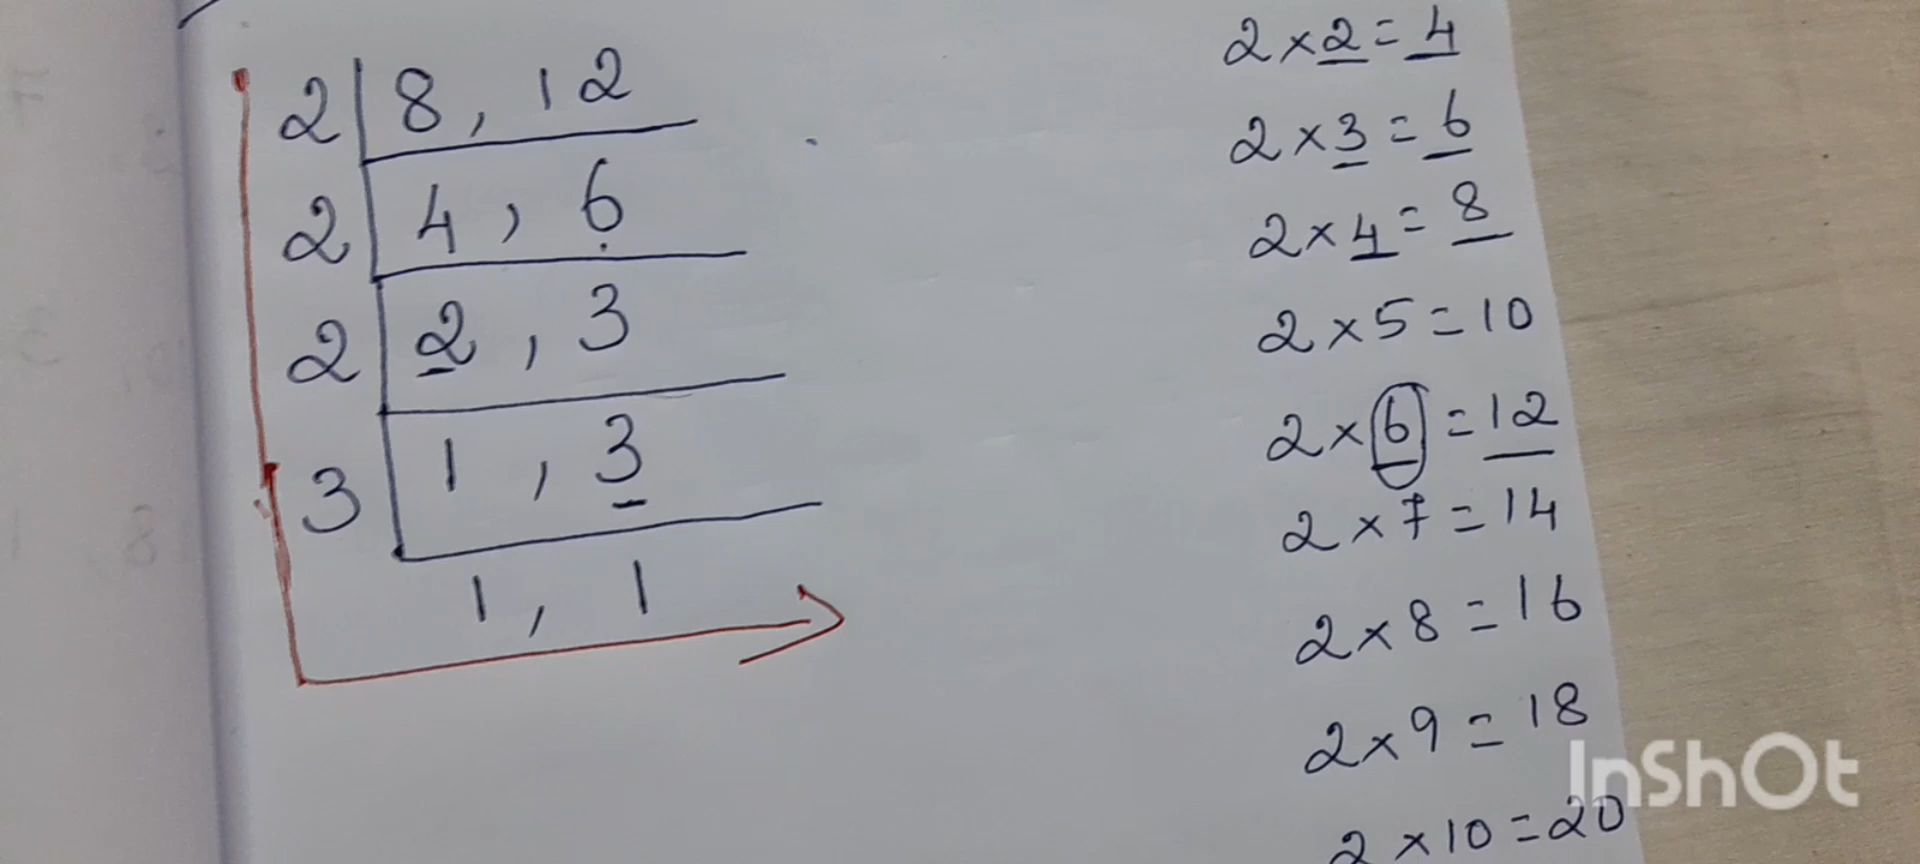 2 | 8, 12
2 | 4, 6
2 | 2, 3
3 | 1, 3
1, 1
2 × 2 = 4
2 × 3 = 6
2 × 4 = 8
2 × 5 = 10
2 × 6 = 12
2 × 7 = 14
2 × 8 = 16
2 × 9 = 18
2 × 10 = 20
InShOt